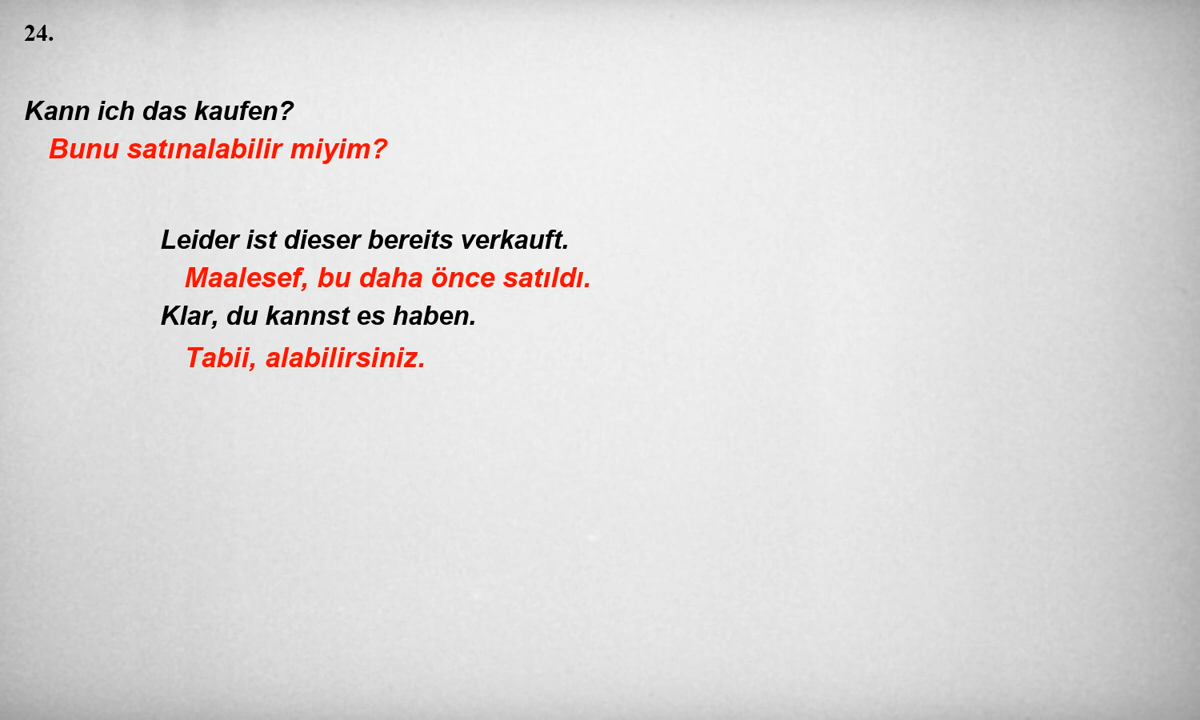 24.
Kann ich das kaufen?
Bunu satınalabilir miyim?
Leider ist dieser bereits verkauft.
Maalesef, bu daha önce satıldı.
Klar, du kannst es haben.
Tabii, alabilirsiniz.